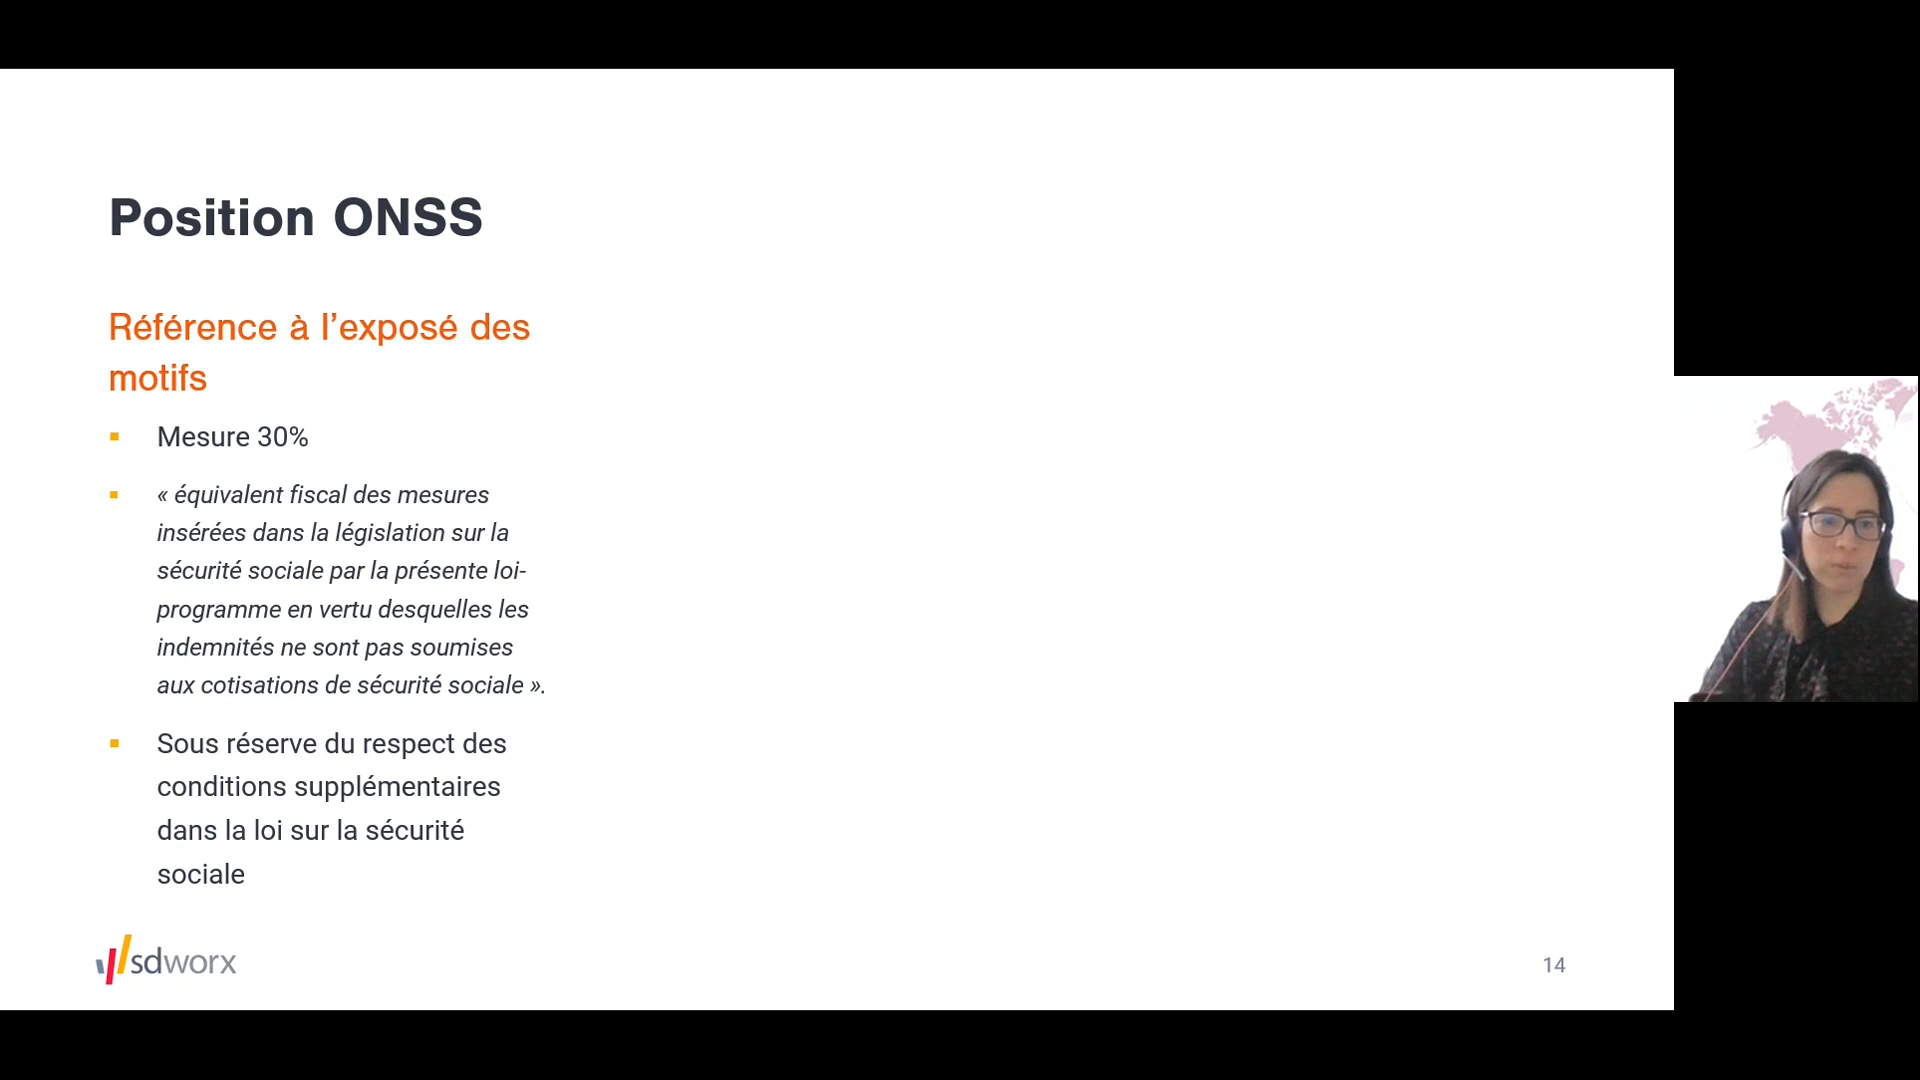 Position ONSS
Référence à l’exposé des
motifs
Mesure 30%
« équivalent fiscal des mesures
insérées dans la législation sur la
sécurité sociale par la présente loi-
programme en vertu desquelles les
indemnités ne sont pas soumises
aux cotisations de sécurité sociale ».
Sous réserve du respect des
conditions supplémentaires
dans la loi sur la sécurité
sociale
sdworx
14